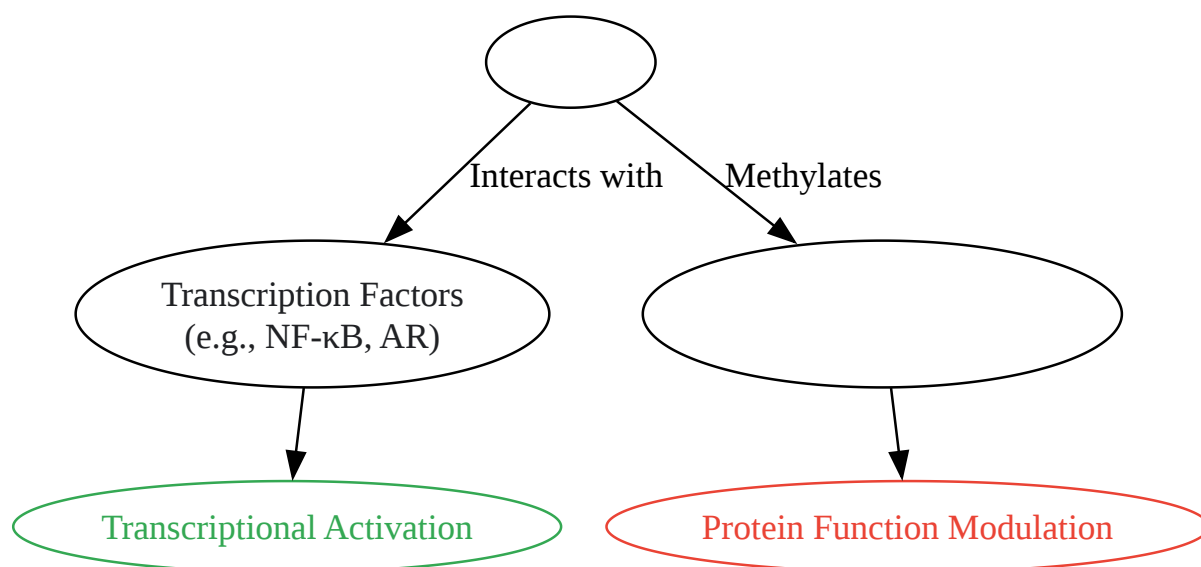 Interacts with
Methylates
Transcription Factors
(e.g., NF-κB, AR)
Transcriptional Activation
Protein Function Modulation